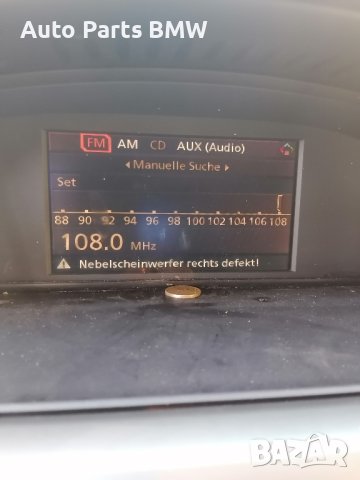 Auto Parts BMW
FM AM CD AUX (Audio)
Manuelle Suche
Set
88 90 92 94 96 98 100 102 104 106 108
108.0 MHz
Nebelscheinwerfer rechts defekt!
BAZAR